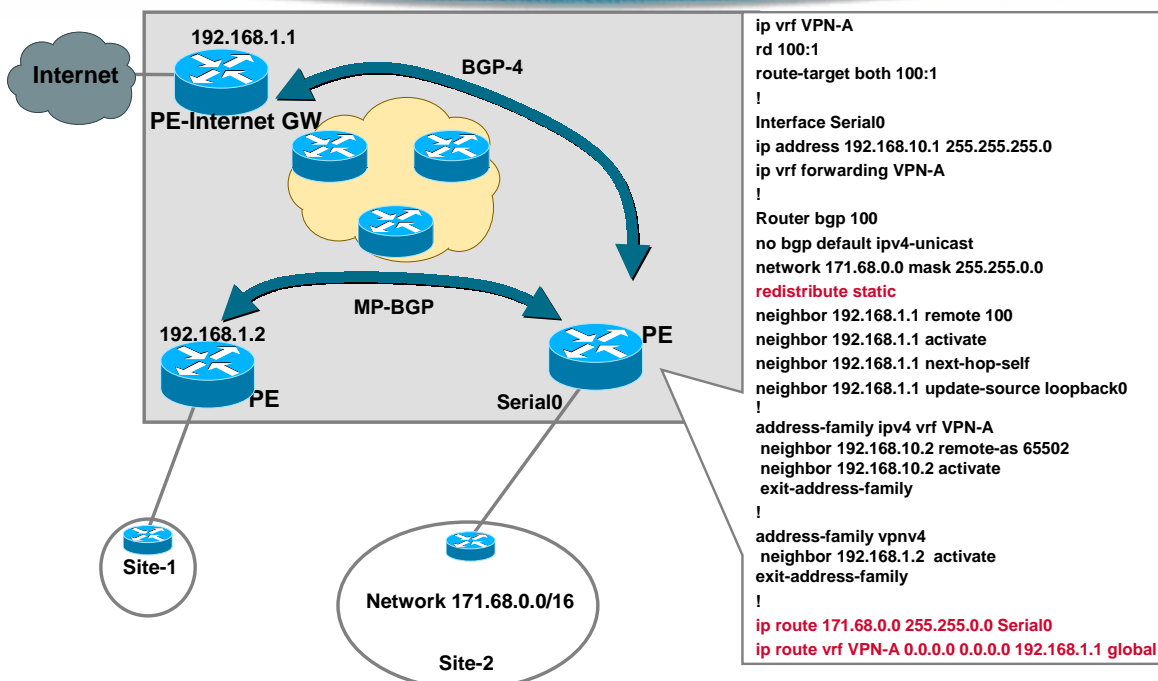 192.168.1.1
Internet
BGP-4
PE-Internet GW
MP-BGP
192.168.1.2
PE
PE
Serial0
Site-1
Network 171.68.0.0/16
Site-2
ip vrf VPN-A
rd 100:1
route-target both 100:1
!
Interface Serial0
ip address 192.168.10.1 255.255.255.0
ip vrf forwarding VPN-A
!
Router bgp 100
no bgp default ipv4-unicast
network 171.68.0.0 mask 255.255.0.0
redistribute static
neighbor 192.168.1.1 remote 100
neighbor 192.168.1.1 activate
neighbor 192.168.1.1 next-hop-self
neighbor 192.168.1.1 update-source loopback0
!
address-family ipv4 vrf VPN-A
neighbor 192.168.10.2 remote-as 65502
neighbor 192.168.10.2 activate
exit-address-family
!
address-family vpnv4
neighbor 192.168.1.2 activate
exit-address-family
!
ip route 171.68.0.0 255.255.0.0 Serial0
ip route vrf VPN-A 0.0.0.0 0.0.0.0 192.168.1.1 global